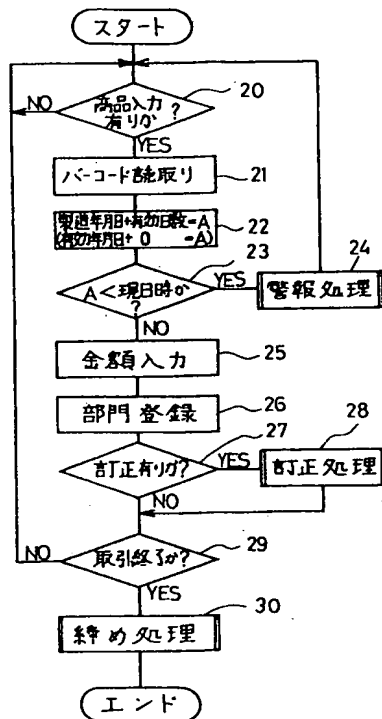 スタート
20
NO
商品入力
有りか ?
YES
バーコード読取り
21
製造年月日+有効日数=A
(有効年月日+ 0 =A)
22
23
24
A<現日時か
?
YES
警報処理
NO
金額入力
25
部門登録
26
27
28
訂正有りか?
YES
訂正処理
NO
NO
取引終了か?
29
YES
30
締め処理
エンド